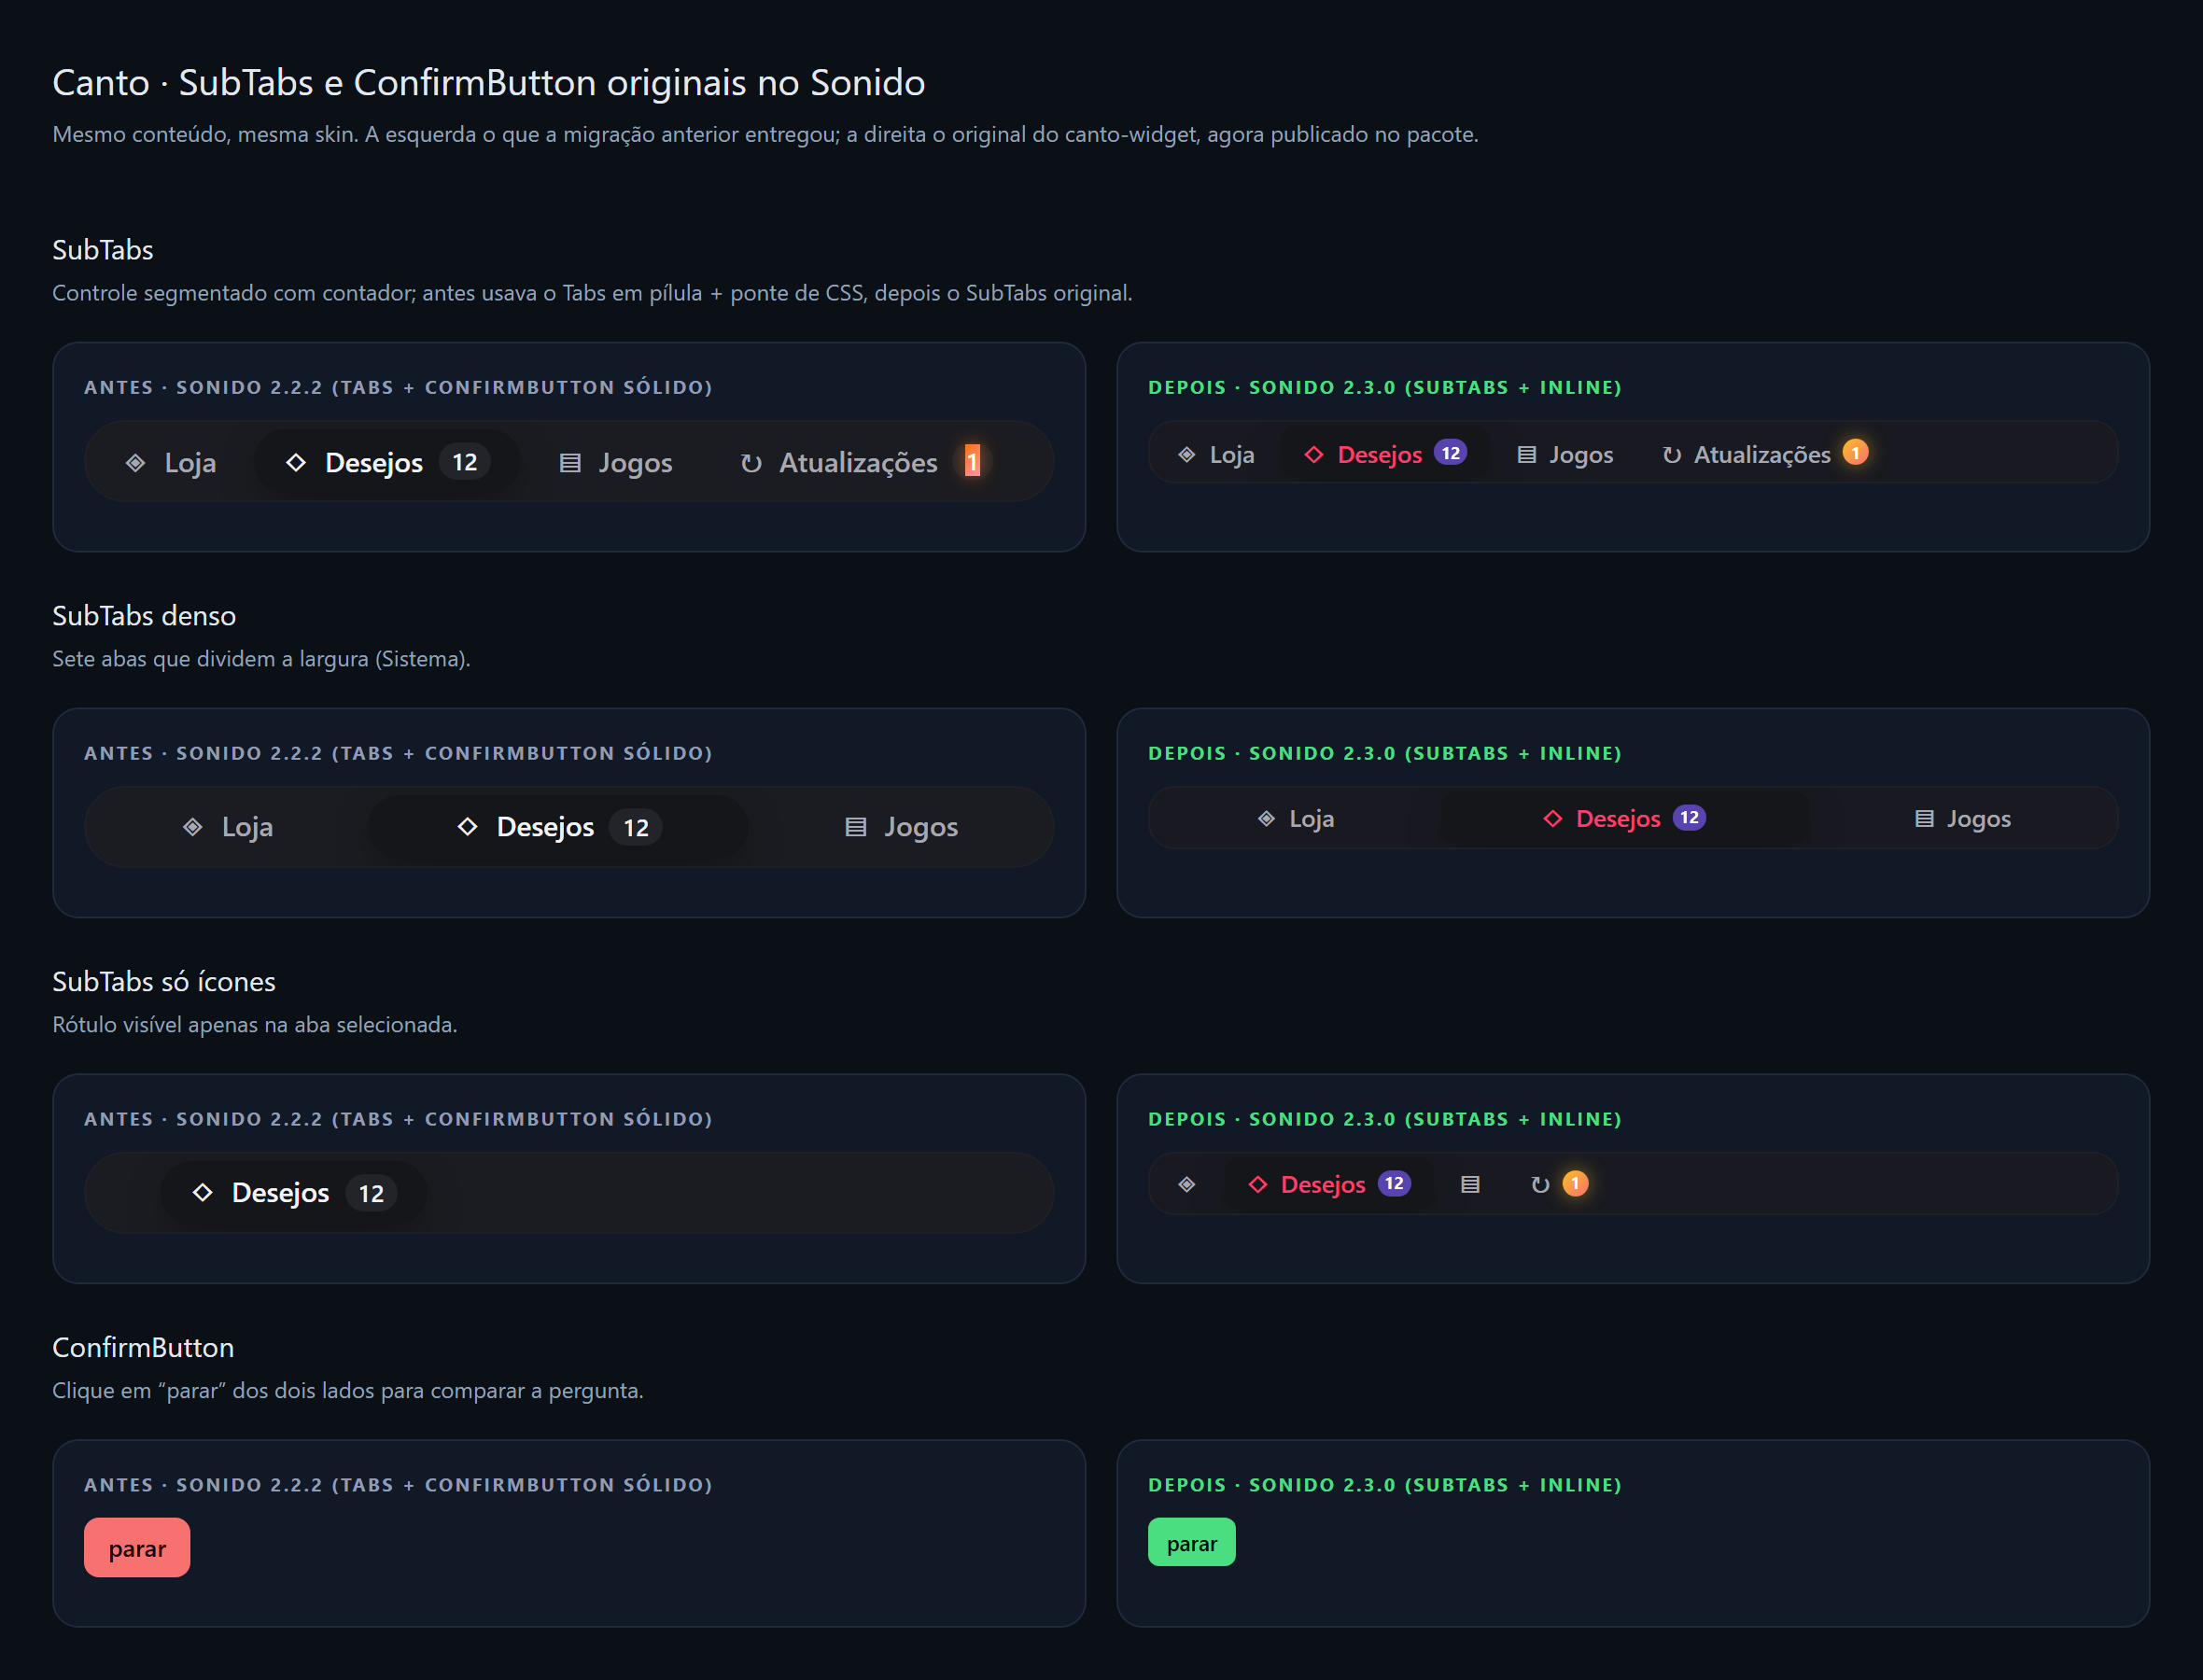 Canto · SubTabs e ConfirmButton originais no Sonido
Mesmo conteúdo, mesma skin. A esquerda o que a migração anterior entregou; a direita o original do canto-widget, agora publicado no pacote.
SubTabs
Controle segmentado com contador; antes usava o Tabs em pílula + ponte de CSS, depois o SubTabs original.
ANTES · SONIDO 2.2.2 (TABS + CONFIRMBUTTON SÓLIDO)
◈ Loja ◇ Desejos 12 ▤ Jogos ↻ Atualizações 1
DEPOIS · SONIDO 2.3.0 (SUBTABS + INLINE)
◈ Loja ◇ Desejos 12 ▤ Jogos ↻ Atualizações 1
SubTabs denso
Sete abas que dividem a largura (Sistema).
ANTES · SONIDO 2.2.2 (TABS + CONFIRMBUTTON SÓLIDO)
◈ Loja ◇ Desejos 12 ▤ Jogos
DEPOIS · SONIDO 2.3.0 (SUBTABS + INLINE)
◈ Loja ◇ Desejos 12 ▤ Jogos
SubTabs só ícones
Rótulo visível apenas na aba selecionada.
ANTES · SONIDO 2.2.2 (TABS + CONFIRMBUTTON SÓLIDO)
◇ Desejos 12
DEPOIS · SONIDO 2.3.0 (SUBTABS + INLINE)
◈ ◇ Desejos 12 ▤ ↻ 1
ConfirmButton
Clique em “parar” dos dois lados para comparar a pergunta.
ANTES · SONIDO 2.2.2 (TABS + CONFIRMBUTTON SÓLIDO)
parar
DEPOIS · SONIDO 2.3.0 (SUBTABS + INLINE)
parar